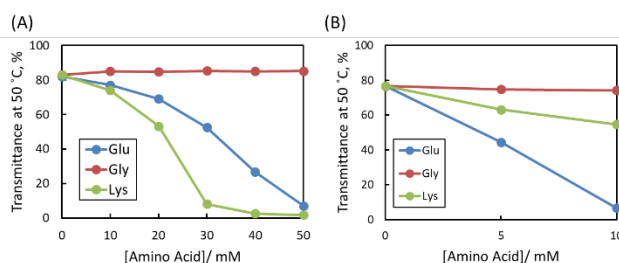 (A)
Transmittance at 50 ˚C, %
100
80
60
40
20
0
Glu
Gly
Lys
0 10 20 30 40 50
[Amino Acid]/ mM
(B)
Transmittance at 50 ˚C, %
100
80
60
40
20
0
Glu
Gly
Lys
0 5 10
[Amino Acid]/ mM